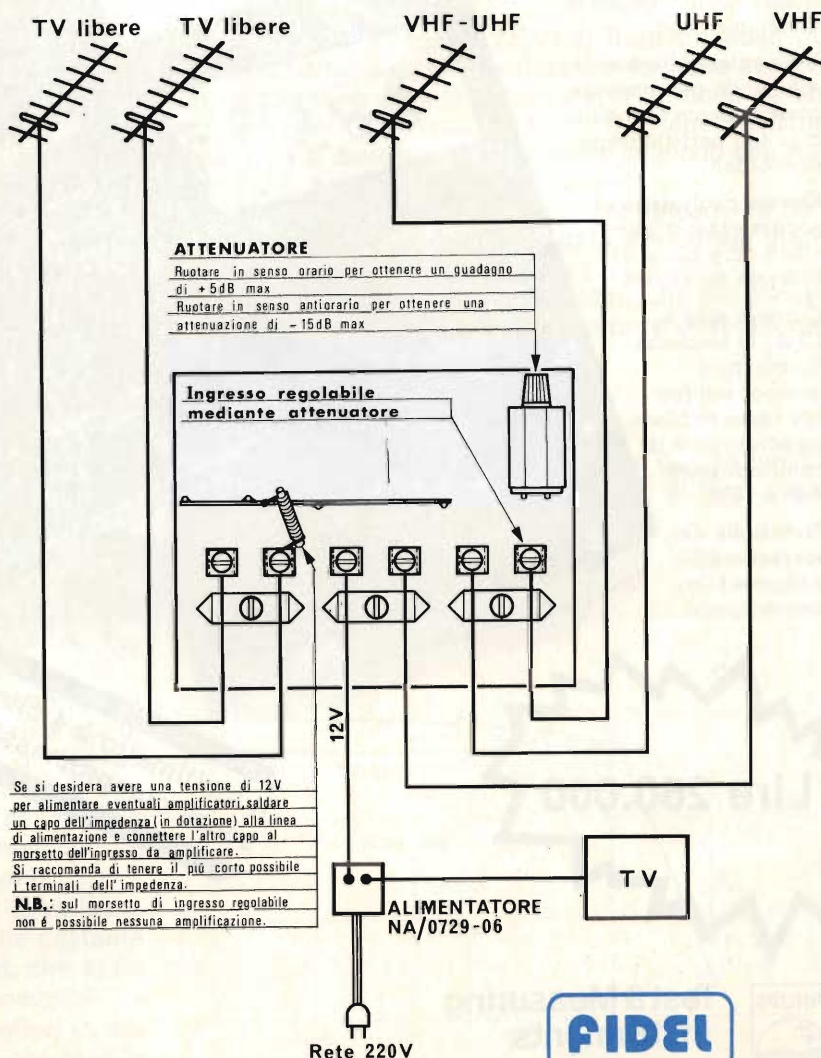 TV libere
TV libere
VHF-UHF
UHF
VHF
ATTENUATORE
Ruotare in senso orario per ottenere un guadagno
di +5dB max
Ruotare in senso antiorario per ottenere una
attenuazione di -15dB max
Ingresso regolabile
mediante attenuatore
12V
Se si desidera avere una tensione di 12V
per alimentare eventuali amplificatori,saldare
un capo dell'impedenza (in dotazione) alla linea
di alimentazione e connettere l'altro capo al
morsetto dell'ingresso da amplificare.
Si raccomanda di tenere il piú corto possibile
i terminali dell'impedenza.
N.B.: sul morsetto di ingresso regolabile
non é possibile nessuna amplificazione.
TV
ALIMENTATORE
NA/0729-06
Rete 220V
FIDEL